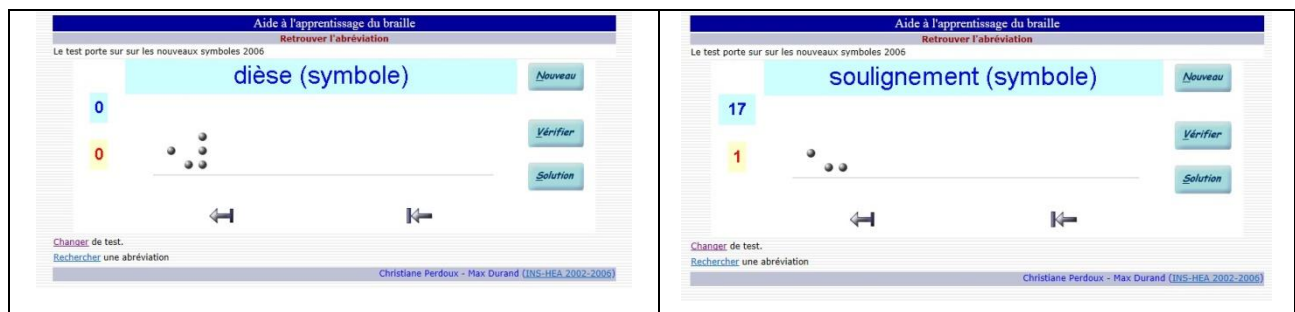 Aide à l'apprentissage du braille
Retrouver l'abréviation
Le test porte sur sur les nouveaux symboles 2006
dièse (symbole)
Nouveau
0
Vérifier
0
Solution
Changer de test.
Rechercher une abréviation
Christiane Perdoux - Max Durand (INS-HEA 2002-2006)
Aide à l'apprentissage du braille
Retrouver l'abréviation
Le test porte sur sur les nouveaux symboles 2006
soulignement (symbole)
Nouveau
17
Vérifier
1
Solution
Changer de test.
Rechercher une abréviation
Christiane Perdoux - Max Durand (INS-HEA 2002-2006)